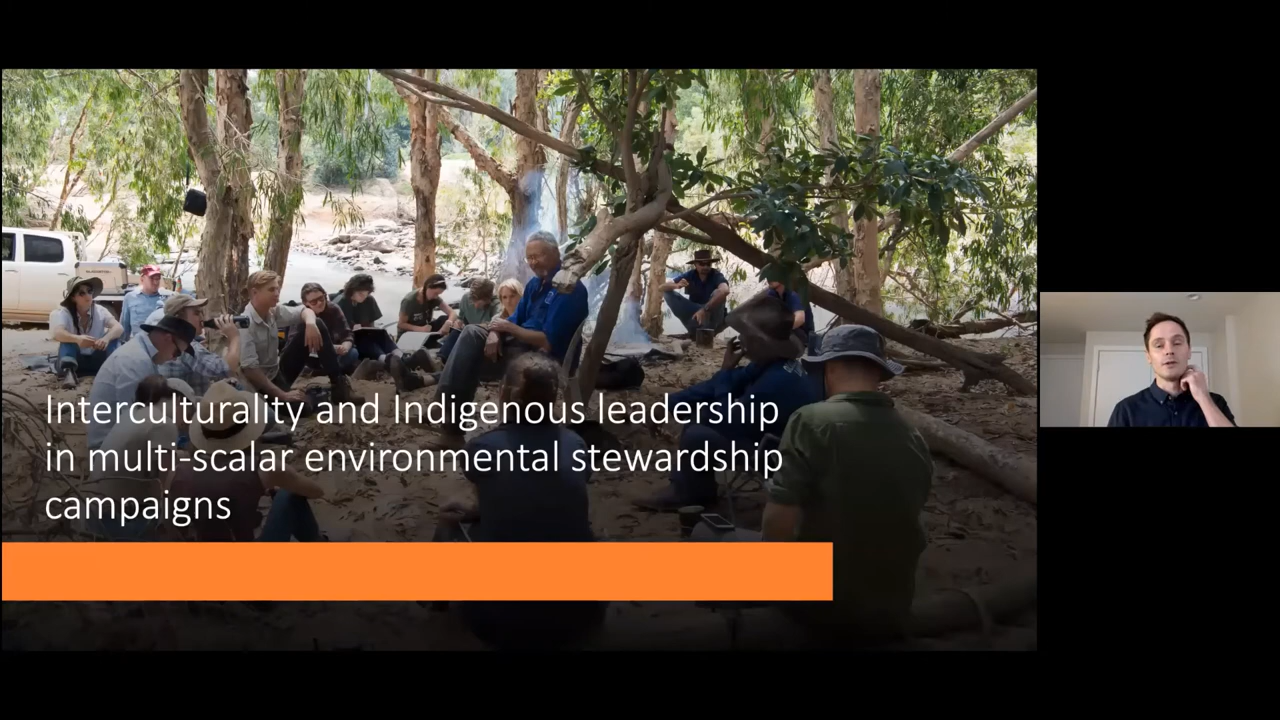 Interculturality and Indigenous leadership
in multi-scalar environmental stewardship
campaigns